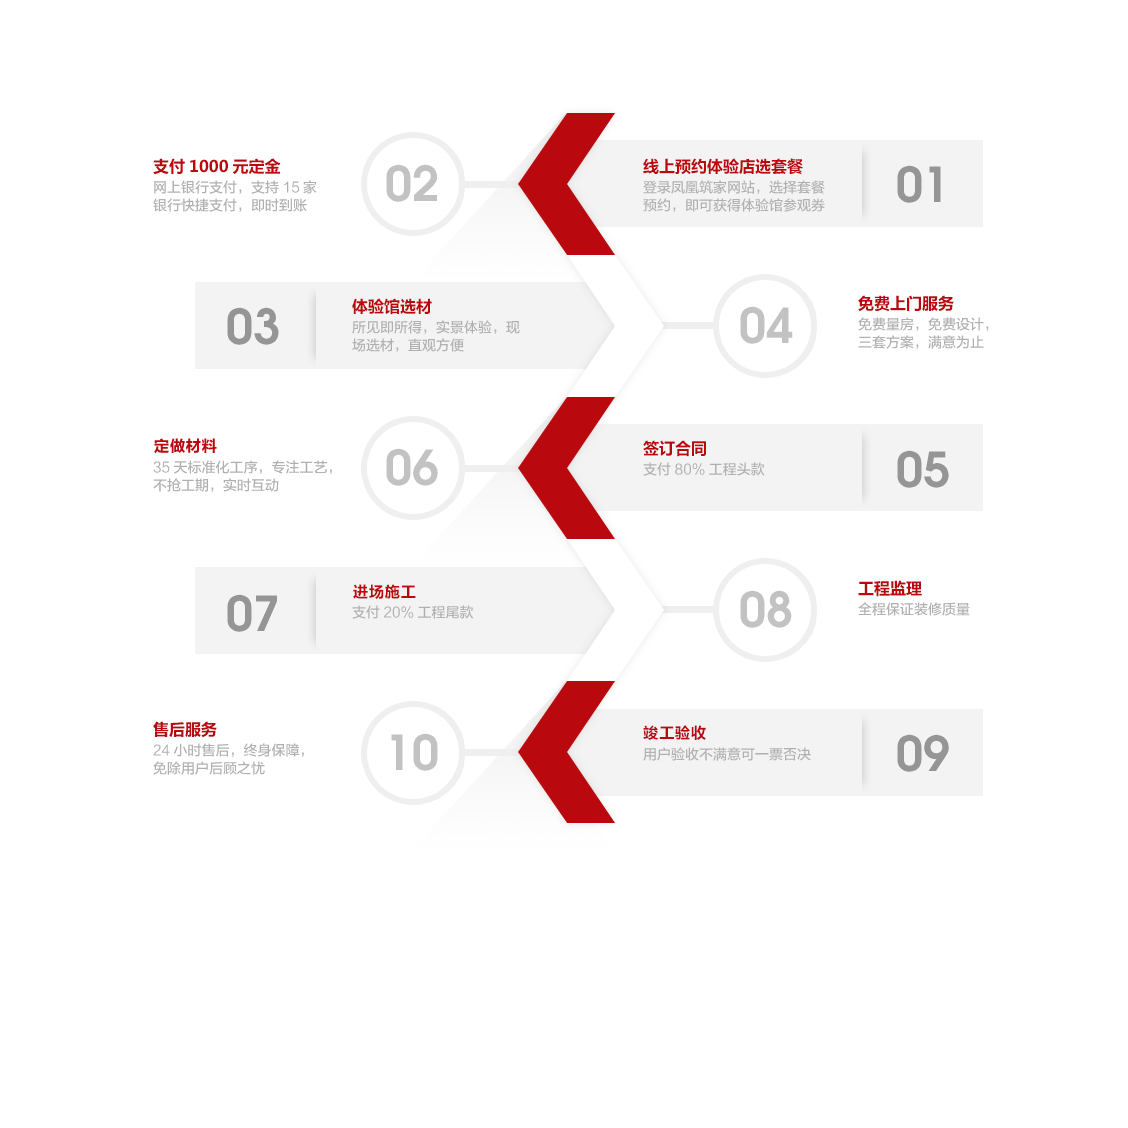 线上预约体验店选套餐
登录凤凰筑家网站，选择套餐
预约，即可获得体验馆参观券
01
支付 1000 元定金
网上银行支付，支持 15 家
银行快捷支付，即时到账
02
03
体验馆选材
所见即所得，实景体验，现
场选材，直观方便
04
免费上门服务
免费量房，免费设计，
三套方案，满意为止
签订合同
支付 80% 工程头款
05
定做材料
35 天标准化工序，专注工艺，
不抢工期，实时互动
06
07
进场施工
支付 20% 工程尾款
08
工程监理
全程保证装修质量
竣工验收
用户验收不满意可一票否决
09
售后服务
24 小时售后，终身保障，
免除用户后顾之忧
10